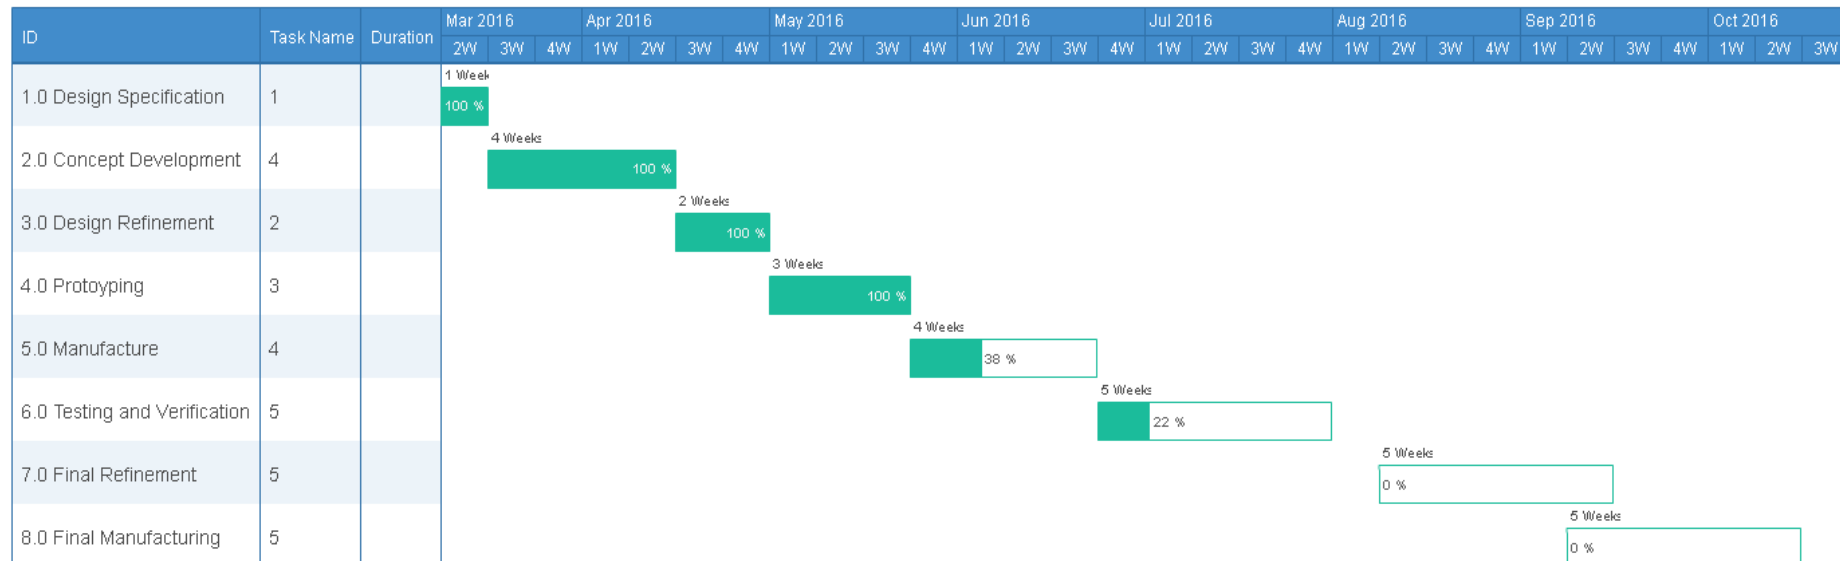 ID Task Name Duration Mar 2016 Apr 2016 May 2016 Jun 2016 Jul 2016 Aug 2016 Sep 2016 Oct 2016
2W 3W 4W 1W 2W 3W 4W 1W 2W 3W 4W 1W 2W 3W 4W 1W 2W 3W 4W 1W 2W 3W 4W 1W 2W 3W 4W 1W 2W 3W
1 Week
1.0 Design Specification 1 100 %
4 Weeks
2.0 Concept Development 4 100 %
2 Weeks
3.0 Design Refinement 2 100 %
3 Weeks
4.0 Protoyping 3 100 %
4 Weeks
5.0 Manufacture 4 38 %
5 Weeks
6.0 Testing and Verification 5 22 %
5 Weeks
7.0 Final Refinement 5 0 %
5 Weeks
8.0 Final Manufacturing 5 0 %